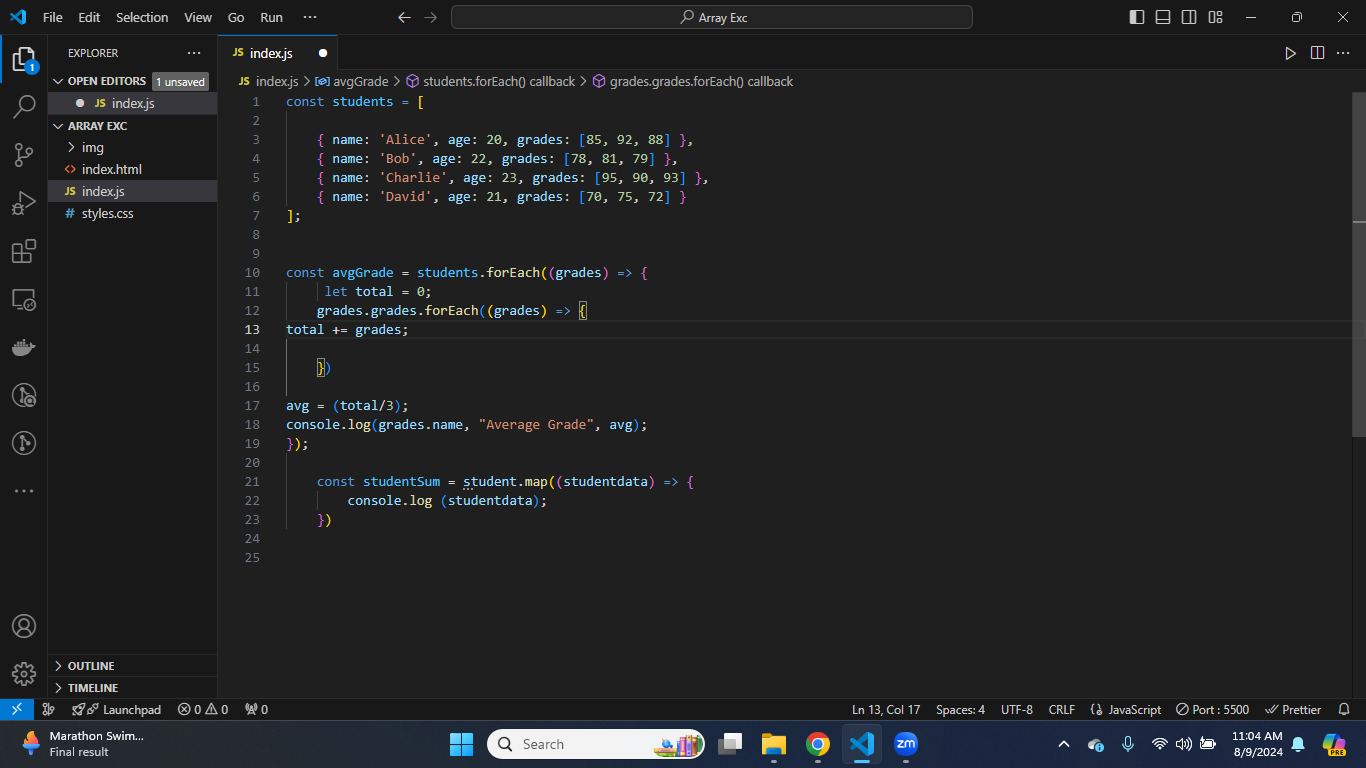 File Edit Selection View Go Run ··· Array Exc
EXPLORER ···
OPEN EDITORS 1 unsaved
JS index.js
ARRAY EXC
img
<> index.html
JS index.js
# styles.css
OUTLINE
TIMELINE
1
JS index.js
JS index.js > avgGrade > students.forEach() callback > grades.grades.forEach() callback
1 const students = [
2
3 { name: 'Alice', age: 20, grades: [85, 92, 88] },
4 { name: 'Bob', age: 22, grades: [78, 81, 79] },
5 { name: 'Charlie', age: 23, grades: [95, 90, 93] },
6 { name: 'David', age: 21, grades: [70, 75, 72] }
7 ];
8
9
10 const avgGrade = students.forEach((grades) => {
11 let total = 0;
12 grades.grades.forEach((grades) => {
13 total += grades;
14
15 })
16
17 avg = (total/3);
18 console.log(grades.name, "Average Grade", avg);
19 });
20
21 const studentSum = student.map((studentdata) => {
22 console.log (studentdata);
23 })
24
25
Launchpad 0 0 0 Ln 13, Col 17 Spaces: 4 UTF-8 CRLF {} JavaScript Port : 5500 Prettier
Marathon Swim...
Final result
Search
zm
PRE
11:04 AM
8/9/2024